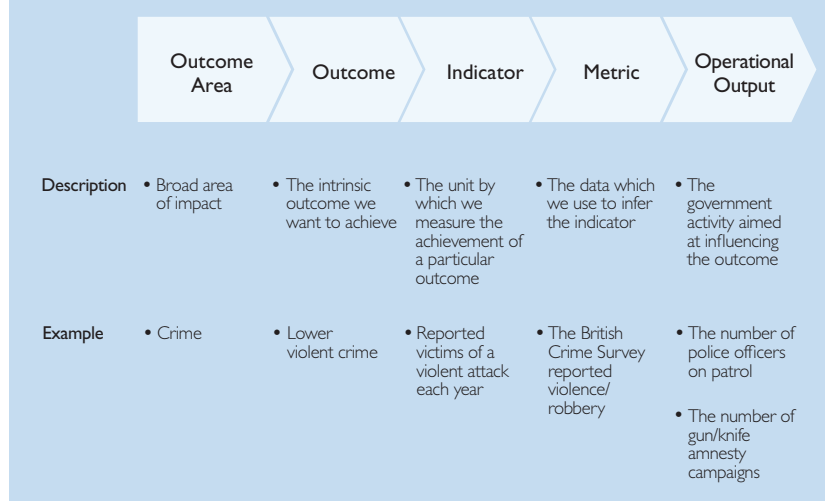 Outcome
Area
Outcome
Indicator
Metric
Operational
Output
Description
• Broad area
of impact
• The intrinsic
outcome we
want to achieve
• The unit by
which we
measure the
achievement of
a particular
outcome
• The data which
we use to infer
the indicator
• The
government
activity aimed
at influencing
the outcome
Example
• Crime
• Lower
violent crime
• Reported
victims of a
violent attack
each year
• The British
Crime Survey
reported
violence/
robbery
• The number of
police officers
on patrol
• The number of
gun/knife
amnesty
campaigns